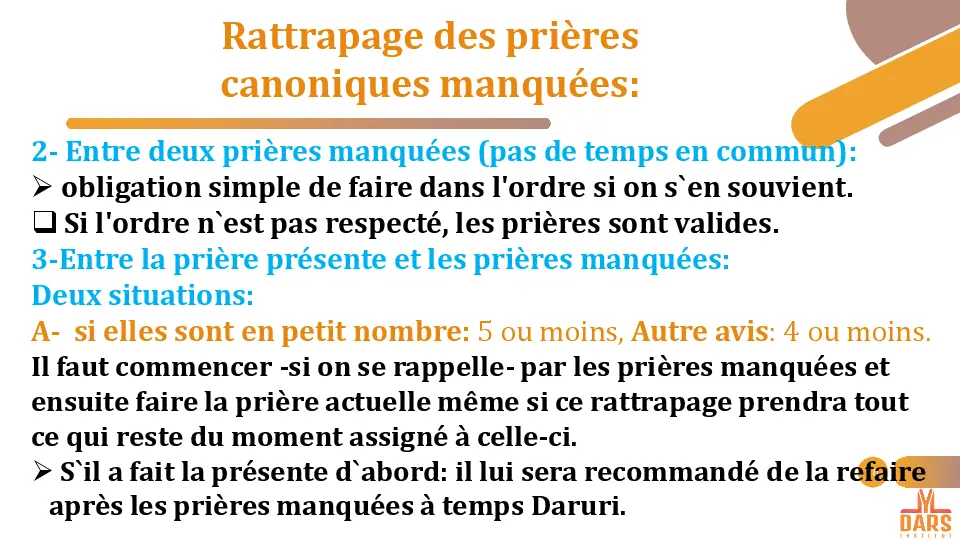 Rattrapage des prières
canoniques manquées:
2- Entre deux prières manquées (pas de temps en commun):
➢ obligation simple de faire dans l'ordre si on s`en souvient.
❑ Si l'ordre n`est pas respecté, les prières sont valides.
3-Entre la prière présente et les prières manquées:
Deux situations:
A- si elles sont en petit nombre: 5 ou moins, Autre avis: 4 ou moins.
Il faut commencer -si on se rappelle- par les prières manquées et
ensuite faire la prière actuelle même si ce rattrapage prendra tout
ce qui reste du moment assigné à celle-ci.
➢ S`il a fait la présente d`abord: il lui sera recommandé de la refaire
après les prières manquées à temps Daruri.
DARS
INSTITUT